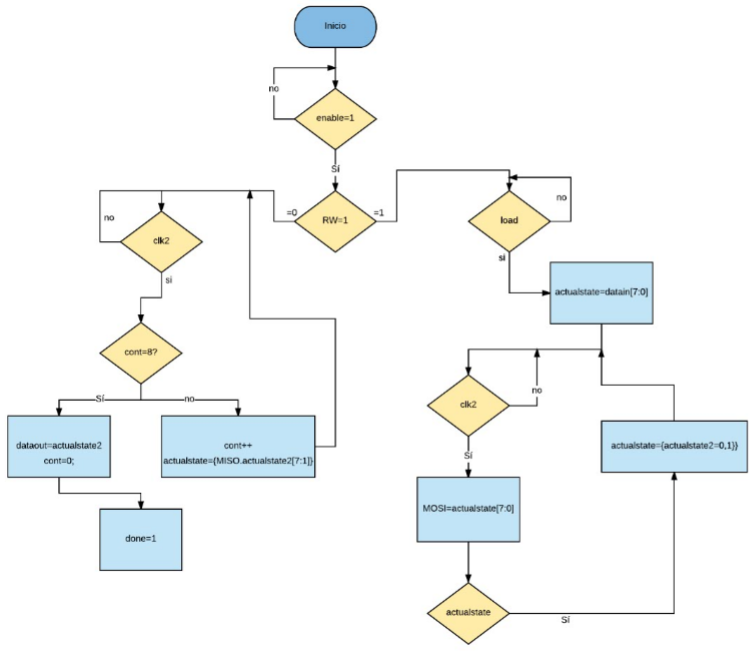 Inicio
no
enable=1
Sí
=0
RW=1
=1
load
no
no
clk2
sí
sí
actualstate=datain[7:0]
cont=8?
Sí
no
clk2
no
dataout=actualstate2
cont=0;
cont++
actualstate={MISO.actualstate2[7:1]}
actualstate={actualstate2=0,1)}
Sí
MOSI=actualstate[7:0]
done=1
actualstate
Sí